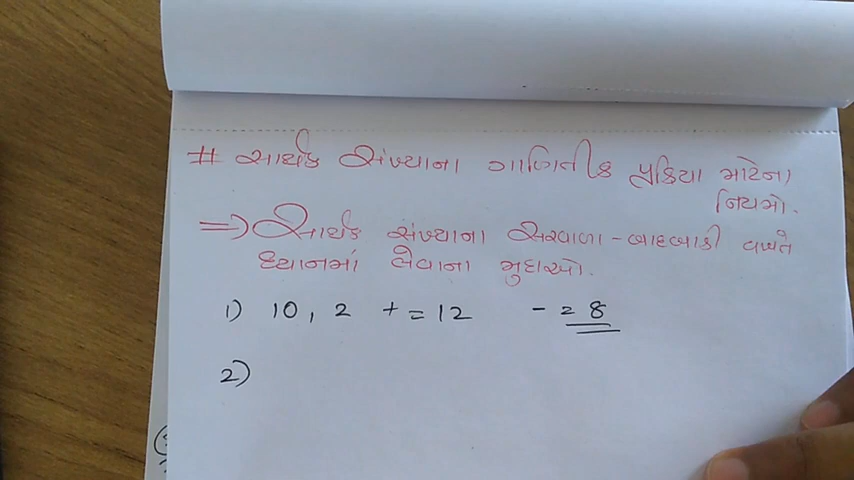 # સાર્થક સંખ્યાના ગાણિતીક પ્રક્રિયા માટેના
નિયમો.
=> સાર્થક સંખ્યાના સરવાળા - બાદબાકી વખતે
ધ્યાનમાં લેવાના મુદાઓ.
1) 10, 2 + = 12 - = 8
2)